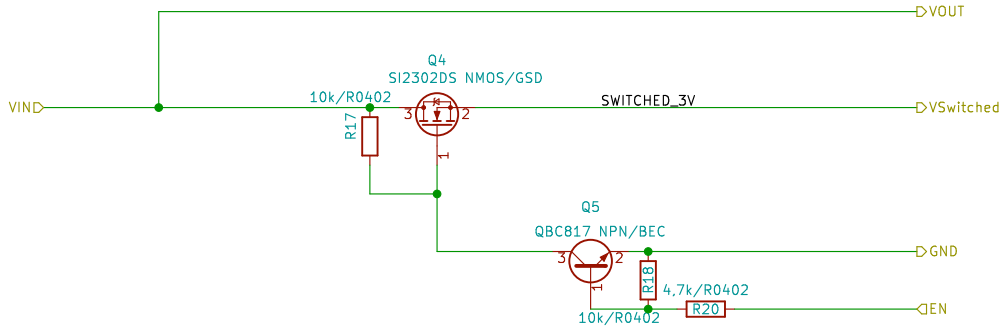 VOUT
Q4
SI2302DS NMOS/GSD
10k/R0402
SWITCHED_3V
VIN
VSwitched
3
2
R17
1
Q5
QBC817 NPN/BEC
3
2
GND
R18
1
4,7k/R0402
R20
EN
10k/R0402